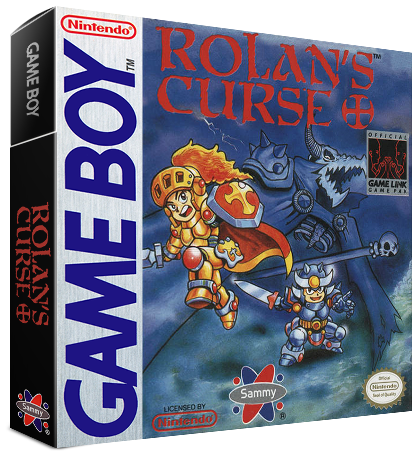 GAME BOY
ROLAN'S
CURSE
Sammy
®
Nintendo®
GAME BOY
TM
ROLAN'S™
CURSE
OFFICIAL
GAME LINK
GAME PAK
LICENSED BY
Nintendo®
Sammy
®
Official
Nintendo
Seal of Quality